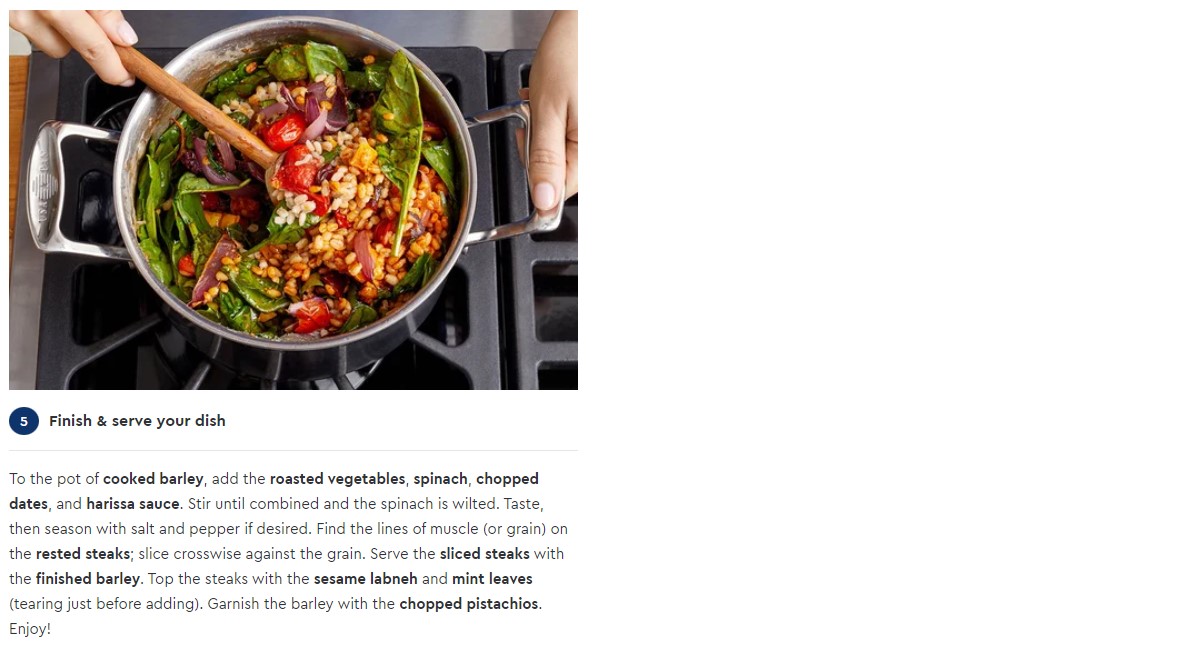 5 Finish & serve your dish
To the pot of cooked barley, add the roasted vegetables, spinach, chopped
dates, and harissa sauce. Stir until combined and the spinach is wilted. Taste,
then season with salt and pepper if desired. Find the lines of muscle (or grain) on
the rested steaks; slice crosswise against the grain. Serve the sliced steaks with
the finished barley. Top the steaks with the sesame labneh and mint leaves
(tearing just before adding). Garnish the barley with the chopped pistachios.
Enjoy!